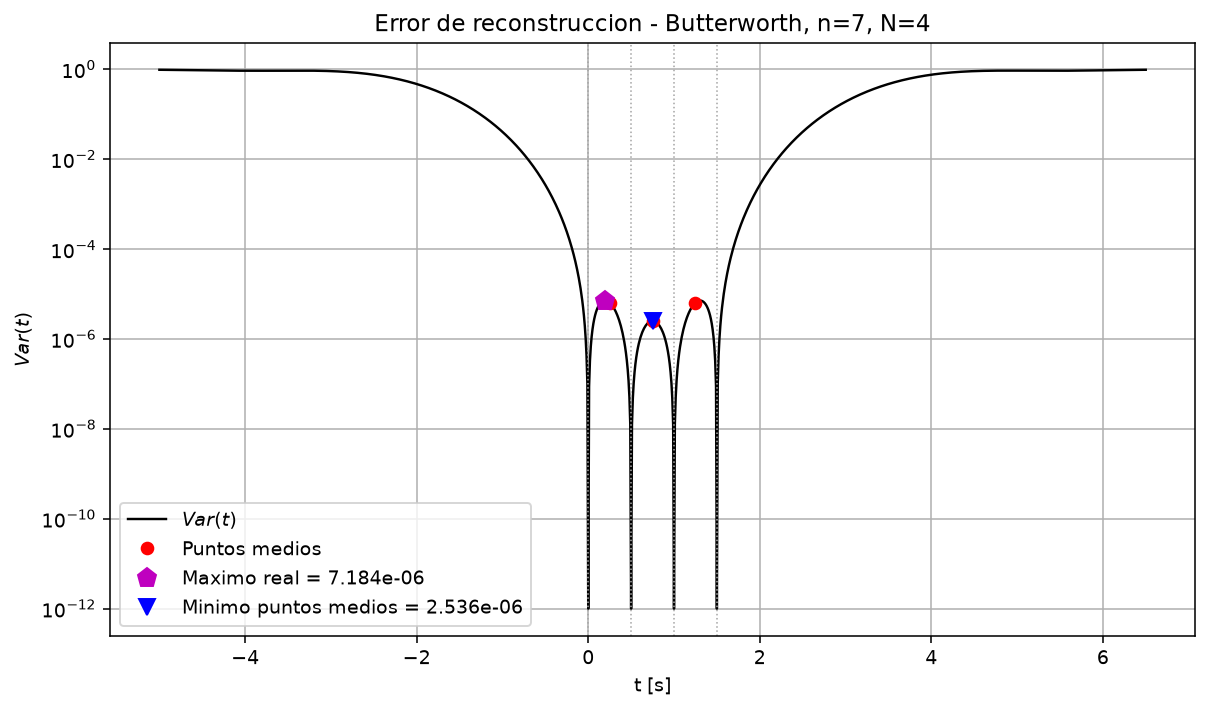 Error de reconstruccion - Butterworth, n=7, N=4
Var(t)
10⁰
10⁻²
10⁻⁴
10⁻⁶
10⁻⁸
10⁻¹⁰
10⁻¹²
Var(t)
Puntos medios
Maximo real = 7.184e-06
Minimo puntos medios = 2.536e-06
−4 −2 0 2 4 6
t [s]